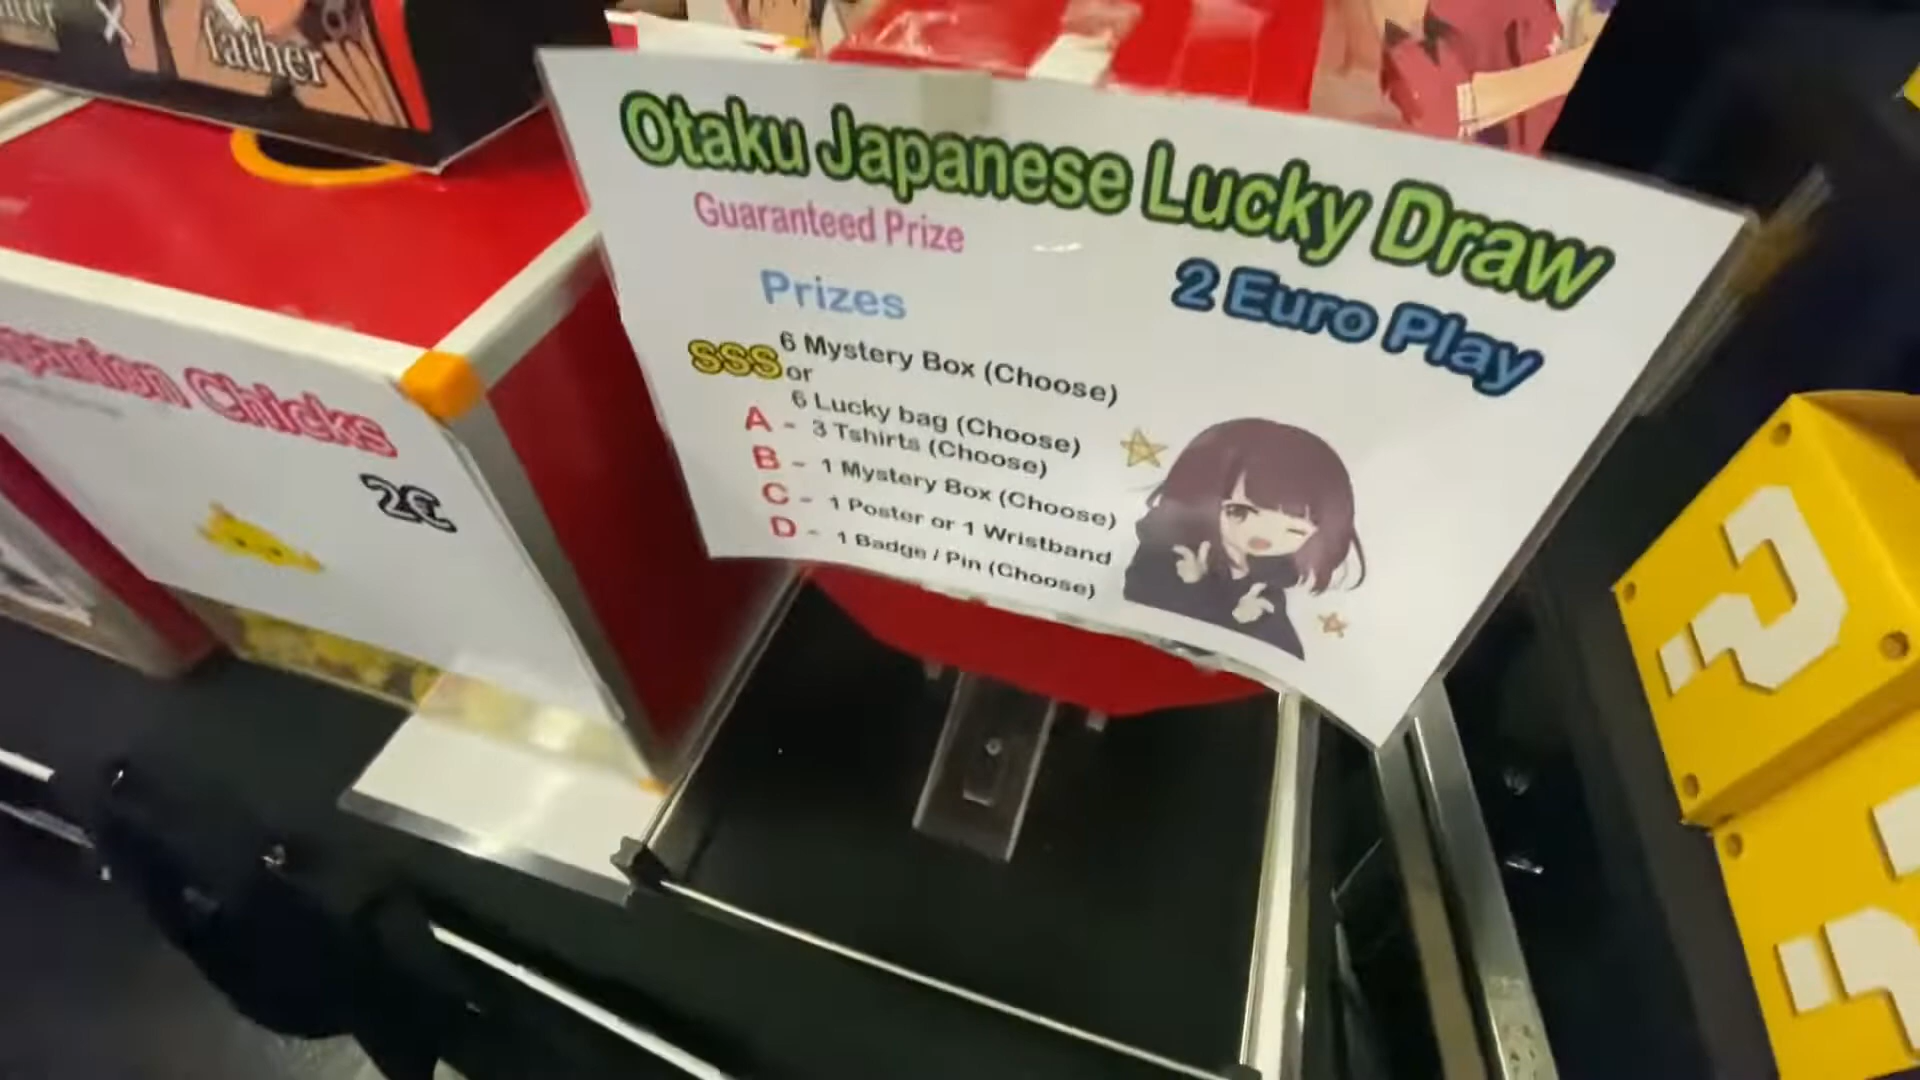 father
Otaku Japanese Lucky Draw
Guaranteed Prize
2 Euro Play
Prizes
SSS 6 Mystery Box (Choose)
or
6 Lucky bag (Choose)
A - 3 Tshirts (Choose)
B - 1 Mystery Box (Choose)
C - 1 Poster or 1 Wristband
D - 1 Badge / Pin (Choose)
Chicks
2€
?
?